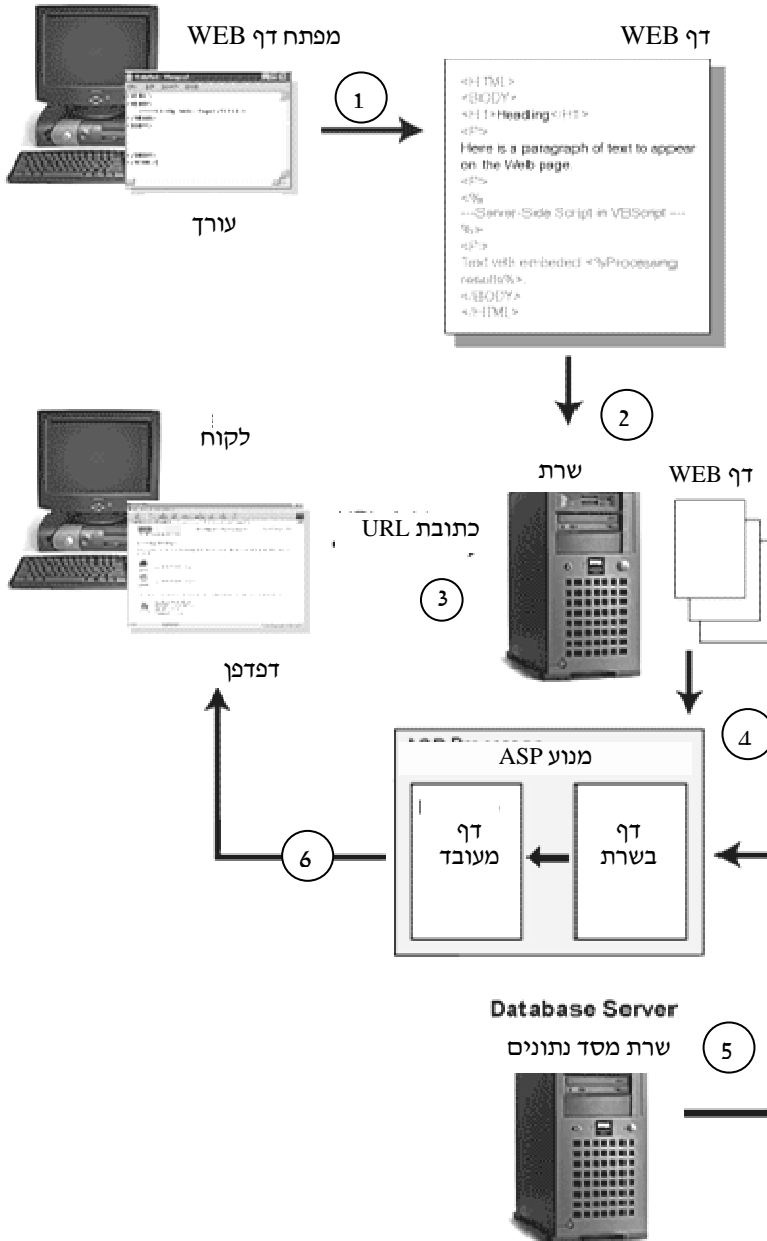 מפתח דף WEB
דף WEB
1
<HTML>
<BODY>
<H1>Heading</H1>
<P>
Here is a paragraph of text to appear
on the Web page.
<P>
<%
---Server-Side Script in VBScript ---
%>
<P>
Text with embeded <%Processing
results%>.
</BODY>
</HTML>
עורך
2
לקוח
שרת
דף WEB
כתובת URL
3
דפדפן
4
מנוע ASP
דף
מעובד
דף
בשרת
6
Database Server
שרת מסד נתונים
5